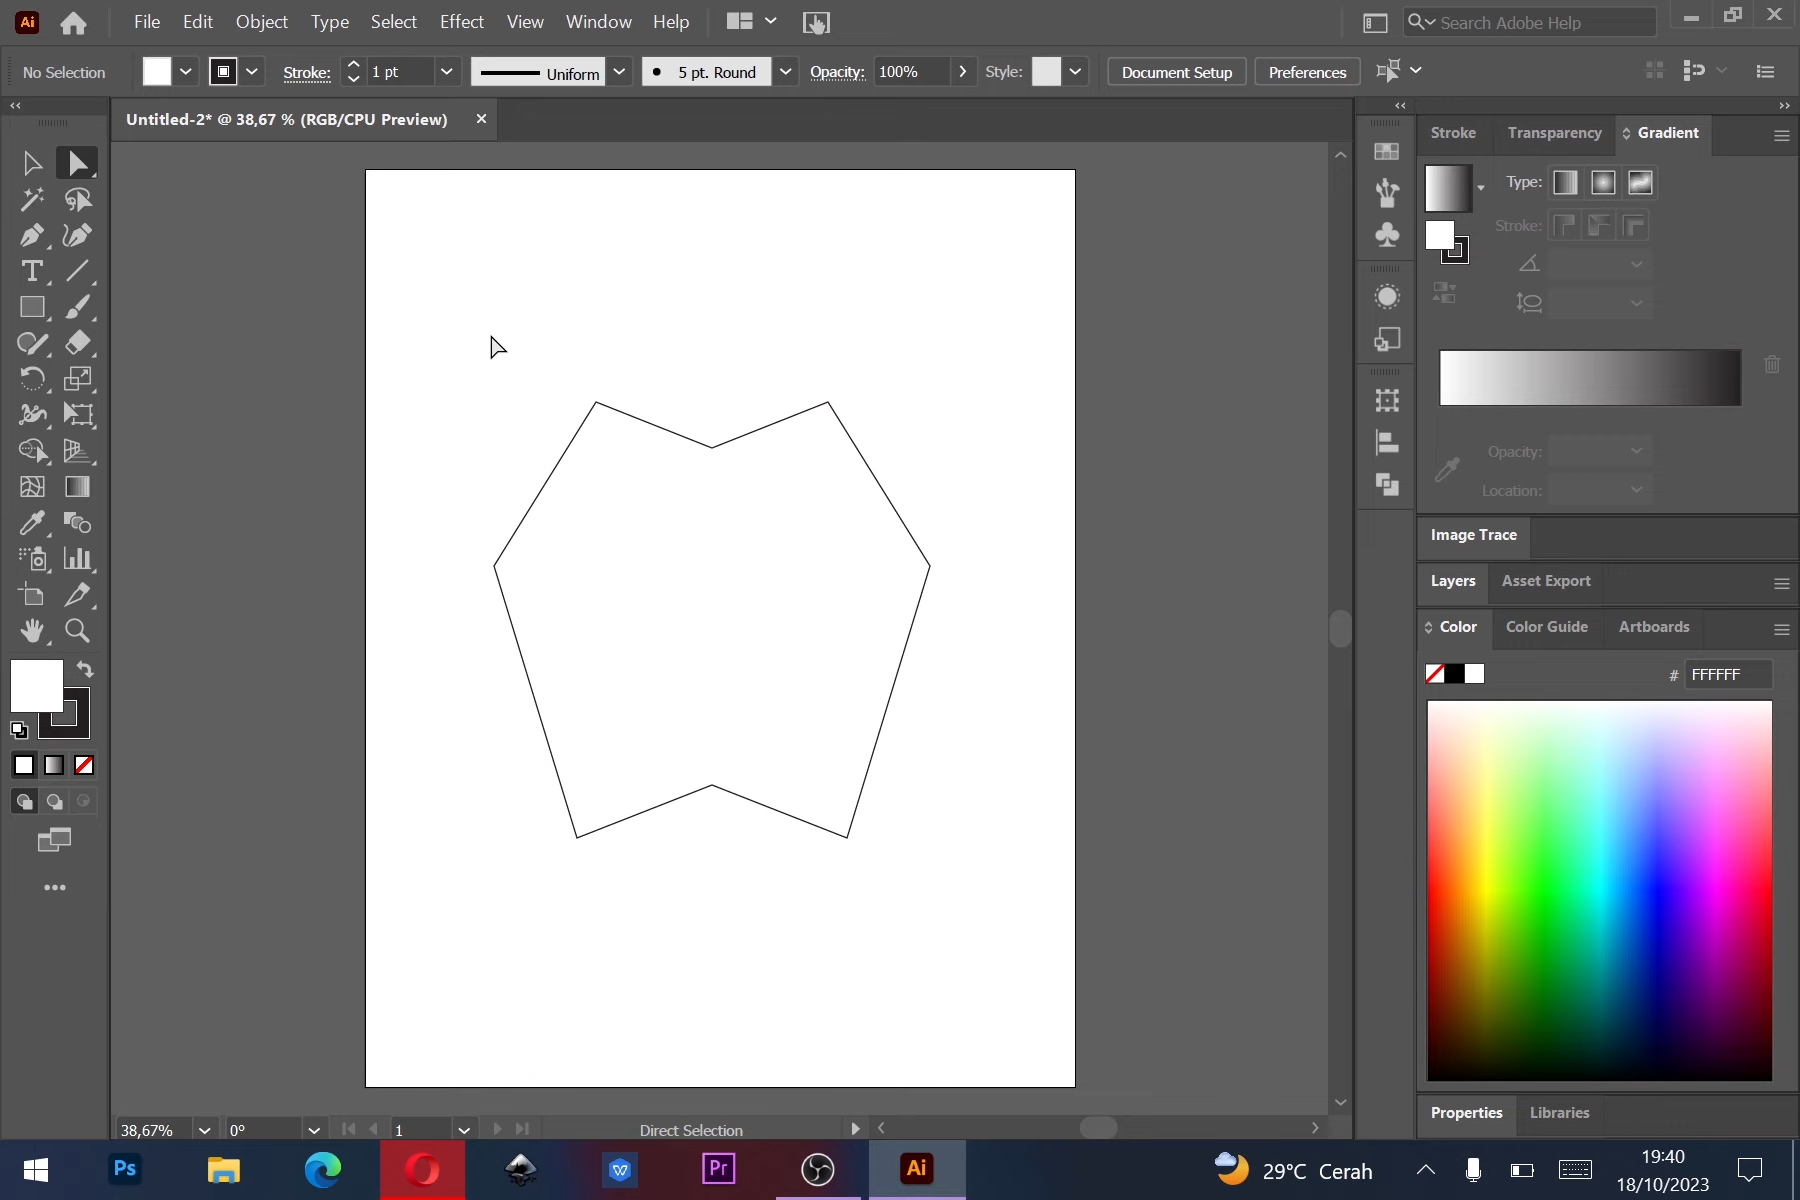 Ai File Edit Object Type Select Effect View Window Help Search Adobe Help
No Selection Stroke: 1 pt Uniform 5 pt. Round Opacity: 100% Style: Document Setup Preferences
Untitled-2* @ 38,67 % (RGB/CPU Preview)
Stroke Transparency Gradient
Type:
Stroke:
Opacity:
Location:
Image Trace
Layers Asset Export
Color Color Guide Artboards
# FFFFFF
Properties Libraries
38,67% 0° 1 Direct Selection
Ps Pr Ai 29°C Cerah 19:40
18/10/2023